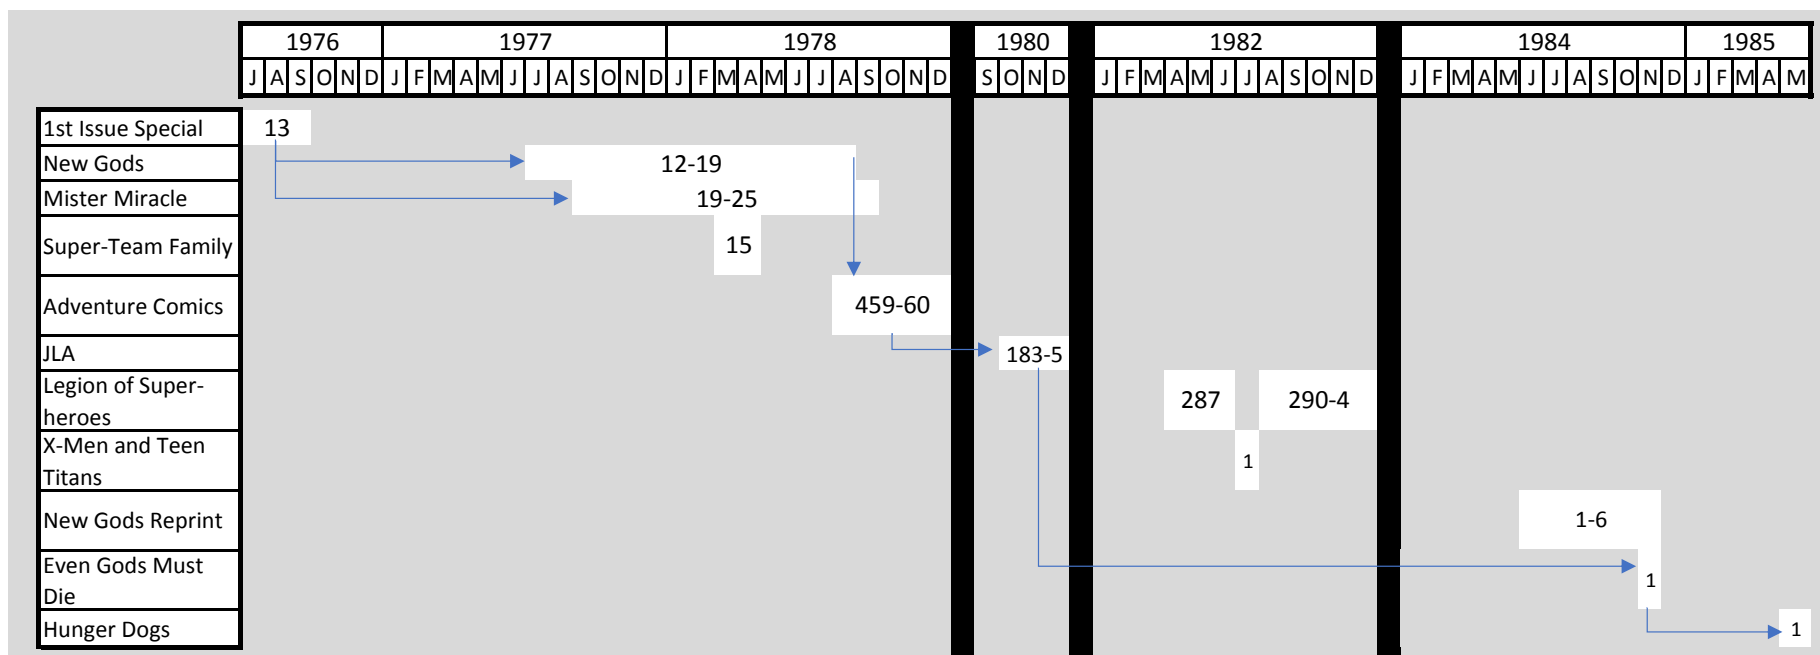 1976 1977 1978 1980 1982 1984 1985
J A S O N D J F M A M J J A S O N D J F M A M J J A S O N D S O N D J F M A M J J A S O N D J F M A M J J A S O N D J F M A M
1st Issue Special 13
New Gods 12-19
Mister Miracle 19-25
Super-Team Family 15
Adventure Comics 459-60
JLA 183-5
Legion of Super-
heroes 287 290-4
X-Men and Teen
Titans 1
New Gods Reprint 1-6
Even Gods Must
Die 1
Hunger Dogs 1